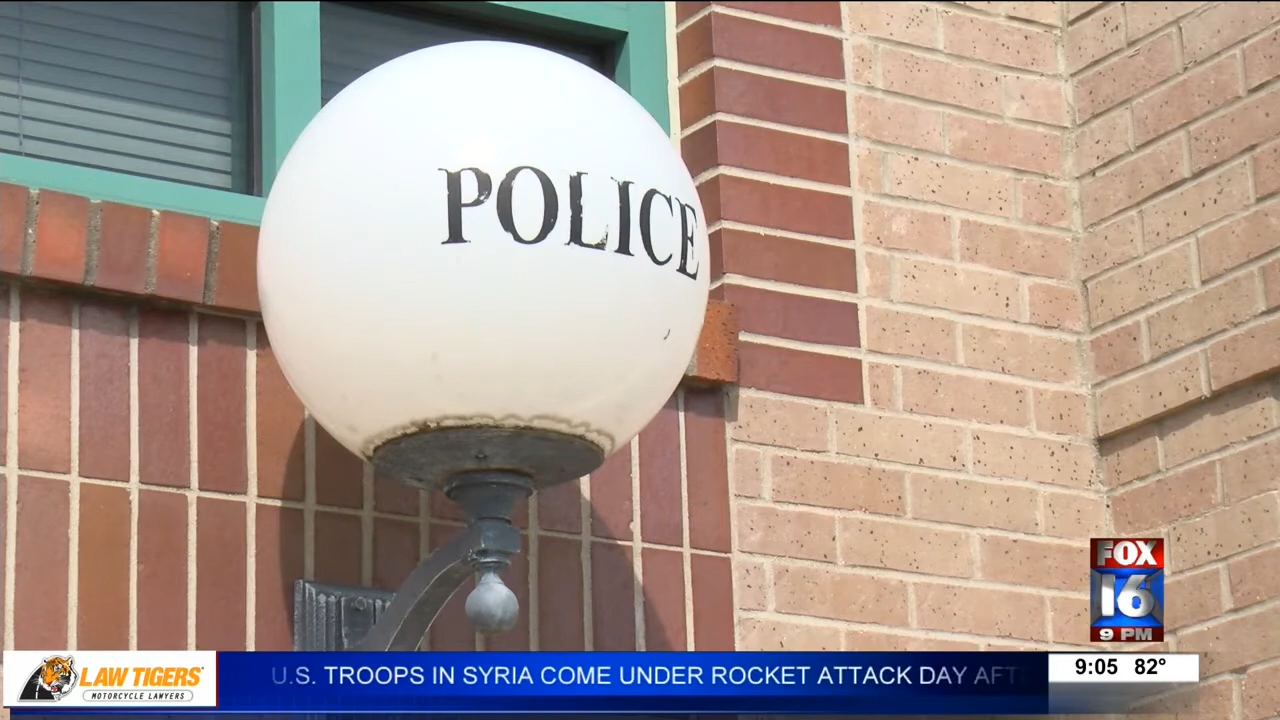 POLICE
FOX
16
9 PM
LAW TIGERS
MOTORCYCLE LAWYERS
U.S. TROOPS IN SYRIA COME UNDER ROCKET ATTACK DAY
9:05 82°